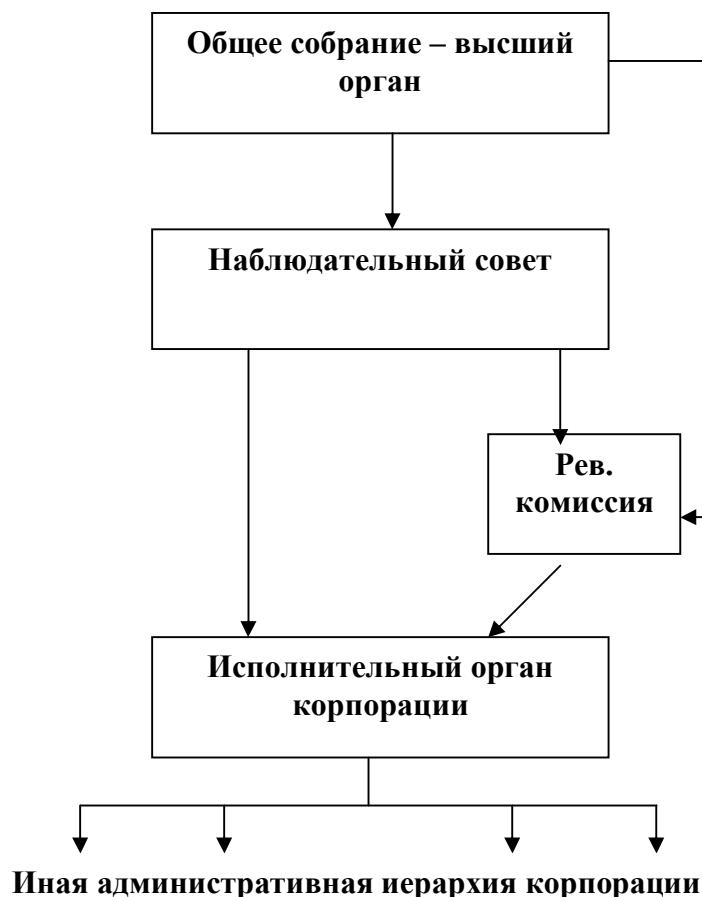 Общее собрание – высший
орган
Наблюдательный совет
Рев.
комиссия
Исполнительный орган
корпорации
Иная административная иерархия корпорации